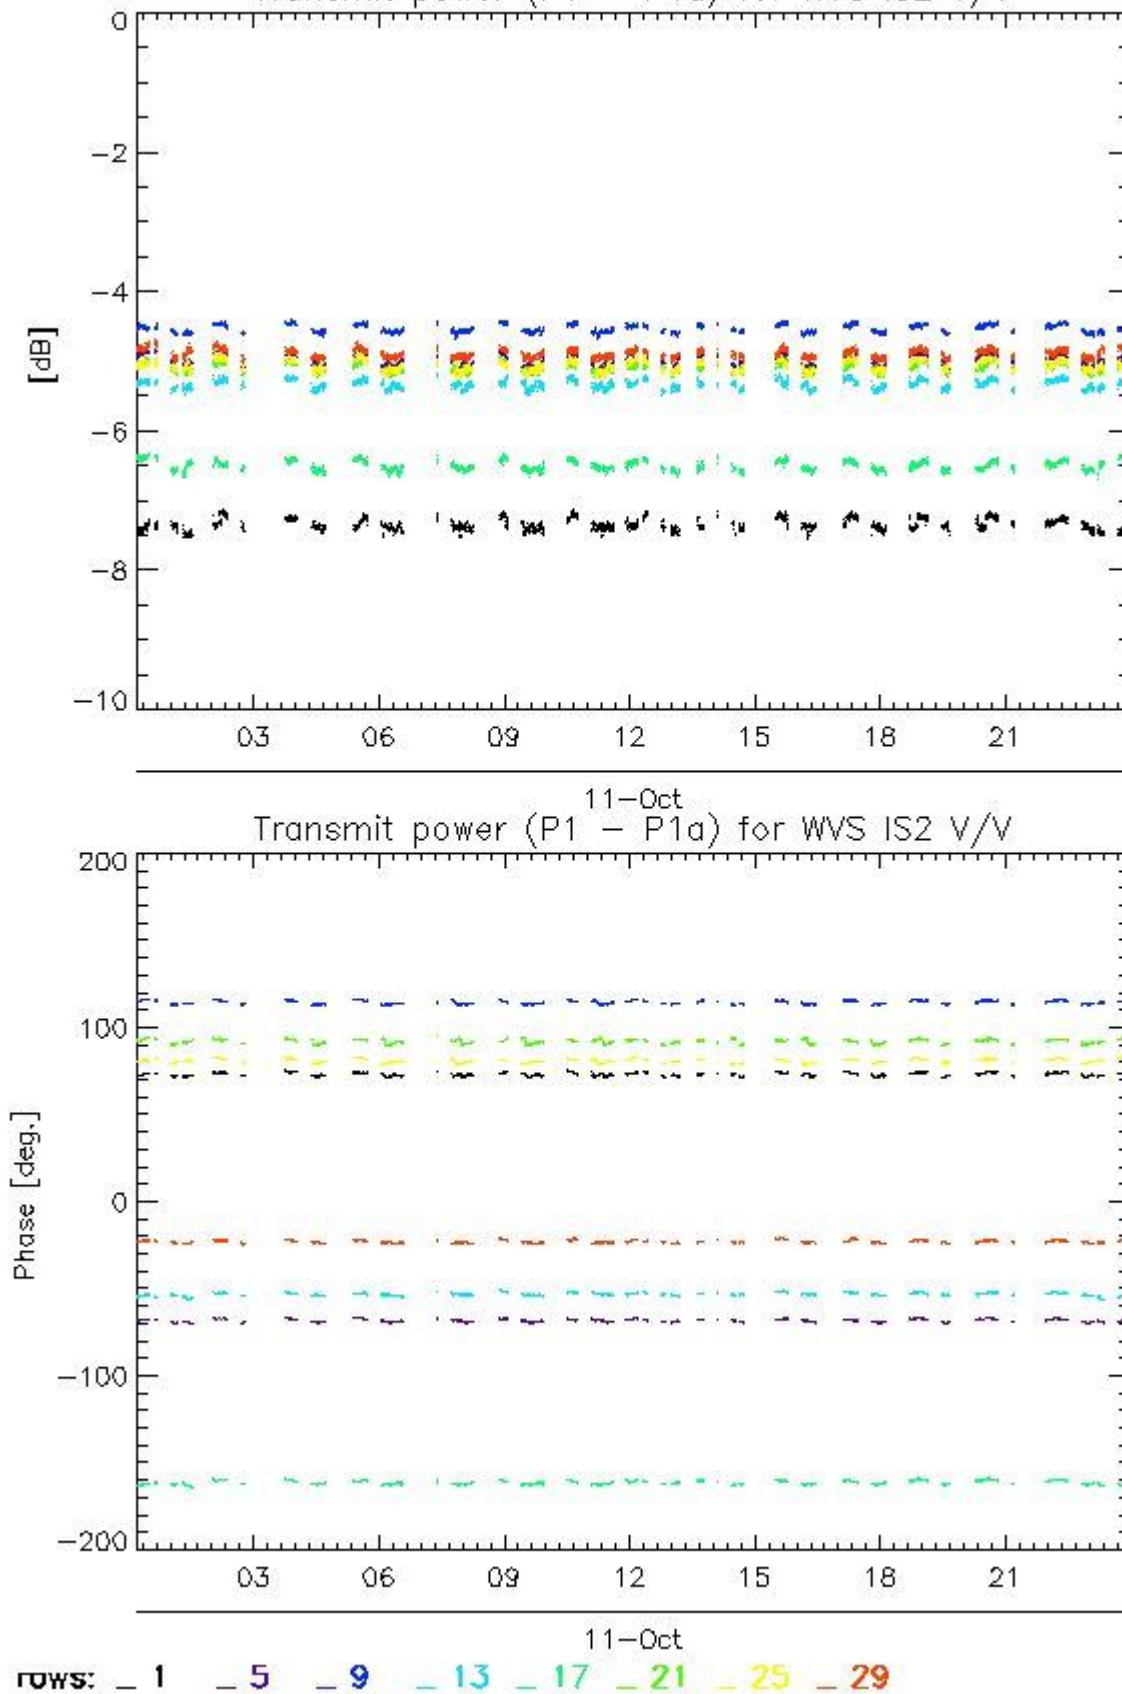 0
−2
−4
[dB]
−6
−8
−10
03 06 09 12 15 18 21
11−Oct
Transmit power (P1 − P1a) for WVS IS2 V/V
200
100
0
Phase [deg.]
−100
−200
03 06 09 12 15 18 21
11−Oct
rows: _ 1 _ 5 _ 9 _ 13 _ 17 _ 21 _ 25 _ 29